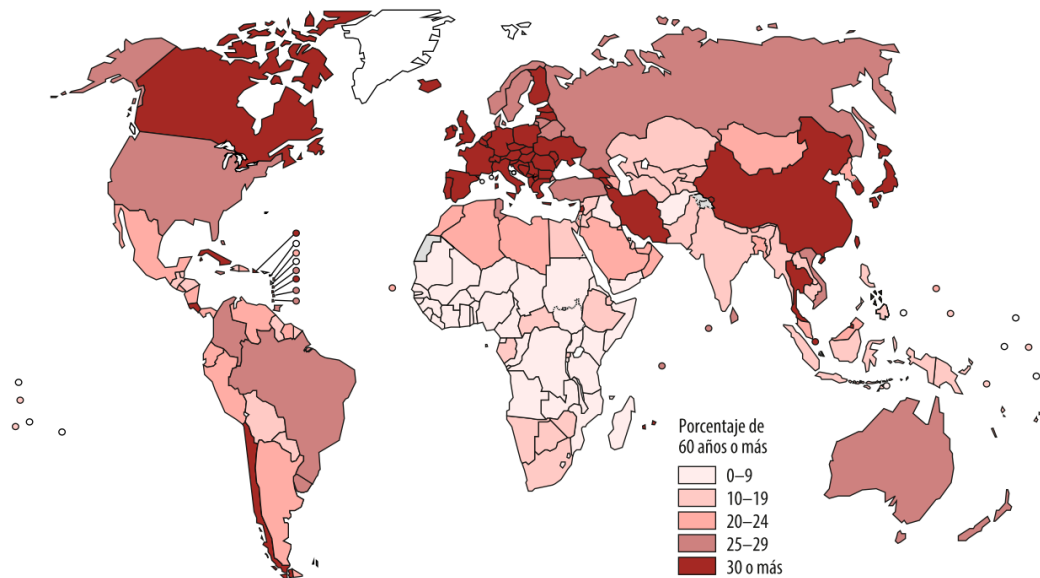 Porcentaje de
60 años o más
0–9
10–19
20–24
25–29
30 o más